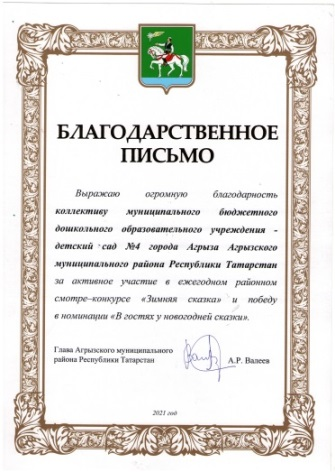 БЛАГОДАРСТВЕННОЕ
ПИСЬМО
Выражаю огромную благодарность
коллективу муниципального бюджетного
дошкольного образовательного учреждения -
детский сад №4 города Агрыза Агрызского
муниципального района Республики Татарстан
за активное участие в ежегодном районном
смотре–конкурсе «Зимняя сказка» и победу
в номинации «В гостях у новогодней сказки».
Глава Агрызского муниципального
района Республики Татарстан
А.Р. Валеев
2021 год